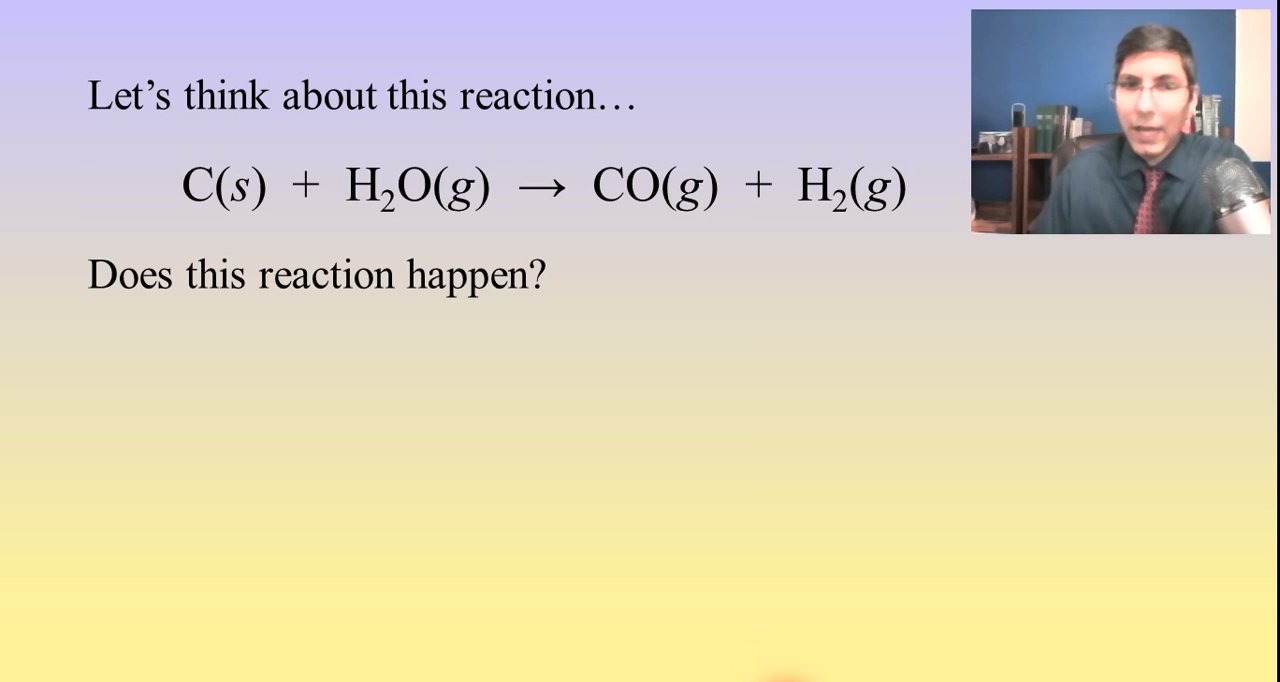 Let's think about this reaction…
C(s) + H₂O(g) → CO(g) + H₂(g)
Does this reaction happen?